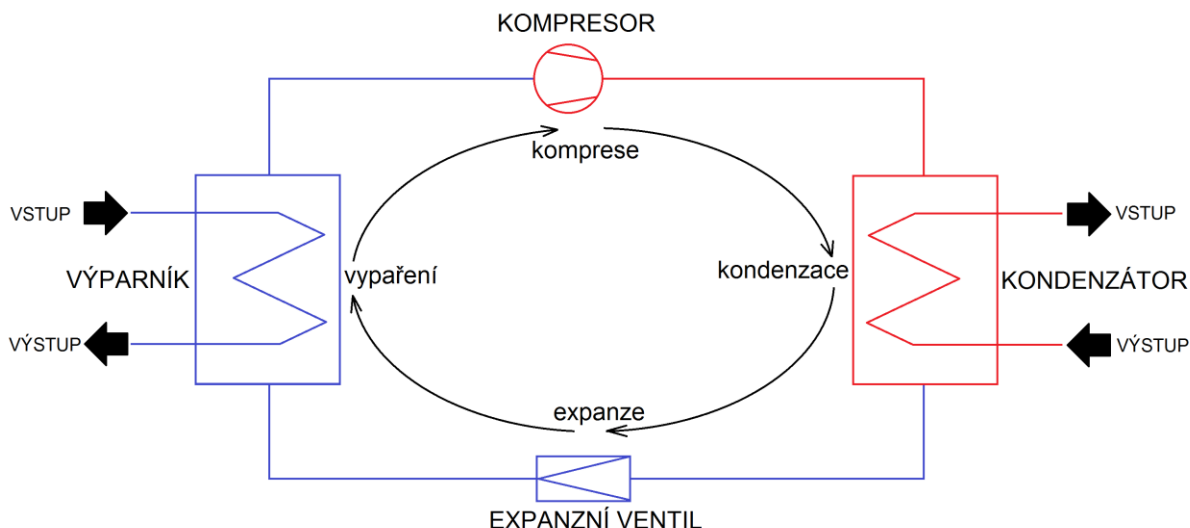 KOMPRESOR
komprese
VSTUP
VÝPARNÍK
VÝSTUP
vypaření
kondenzace
VSTUP
KONDENZÁTOR
VÝSTUP
expanze
EXPANZNÍ VENTIL